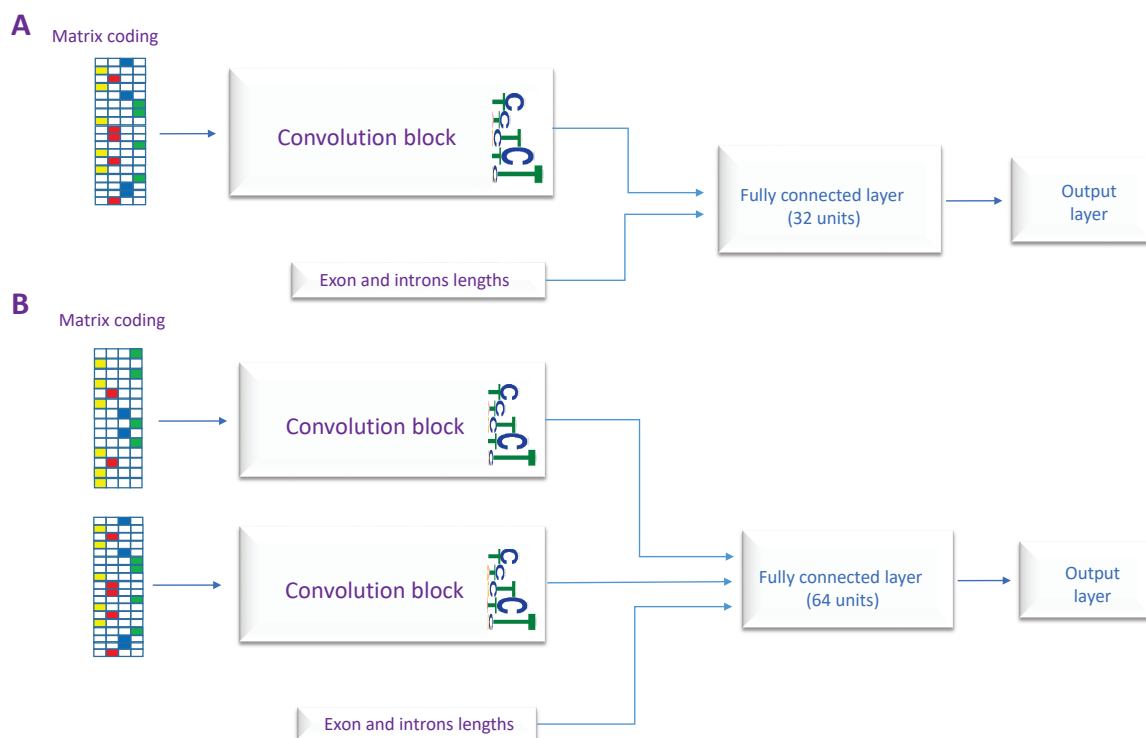 A
Matrix coding
Convolution block
Fully connected layer
(32 units)
Output
layer
Exon and introns lengths
B
Matrix coding
Convolution block
Convolution block
Fully connected layer
(64 units)
Output
layer
Exon and introns lengths